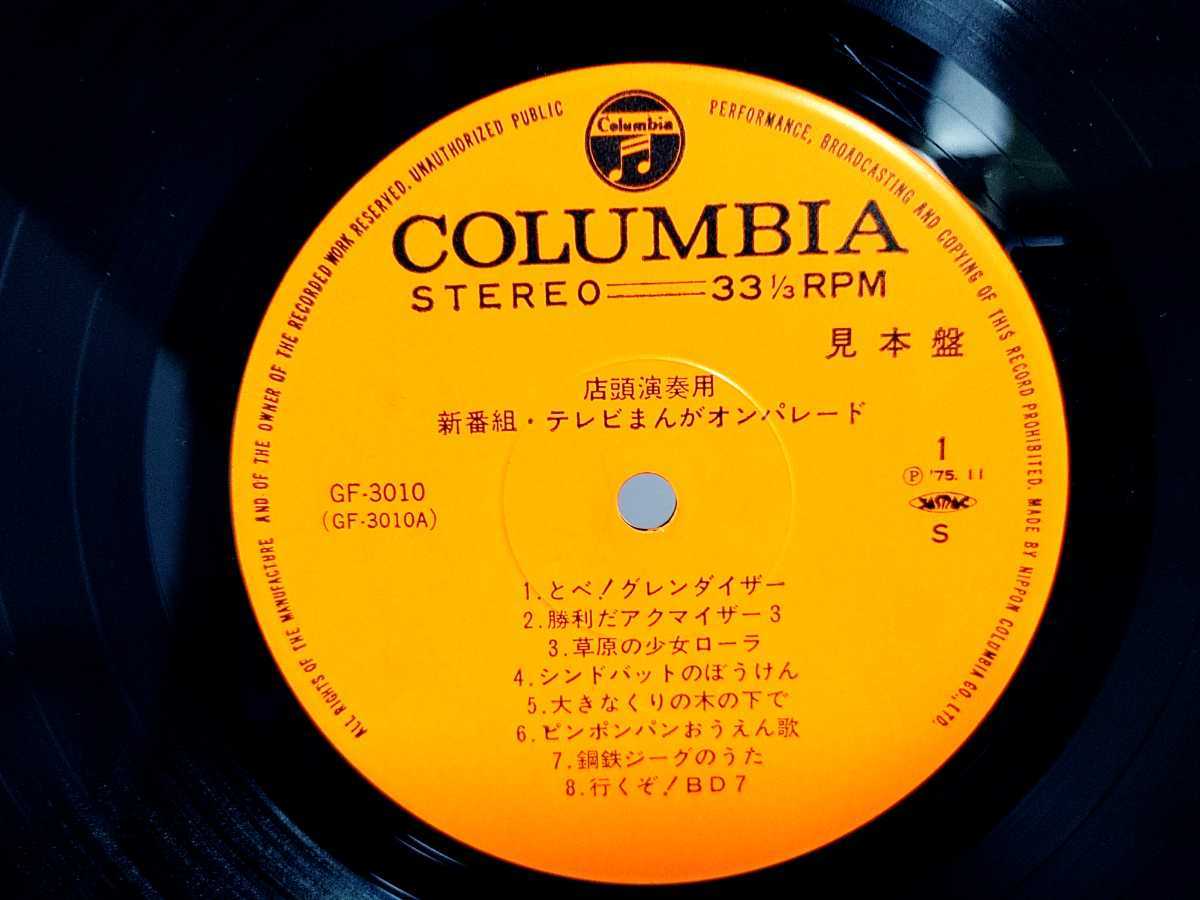 Columbia
COLUMBIA
STEREO 33 1/3 RPM
見本盤
店頭演奏用
新番組・テレビまんがオンパレード
1
Ⓟ '75. 11
JASRAC
S
GF-3010
(GF-3010A)
1.とべ!グレンダイザー
2.勝利だアクマイザー3
3.草原の少女ローラ
4.シンドバットのぼうけん
5.大きなくりの木の下で
6.ピンポンパンおうえん歌
7.鋼鉄ジーグのうた
8.行くぞ!BD7
ALL RIGHTS OF THE MANUFACTURE AND OF THE OWNER OF THE RECORDED WORK RESERVED. UNAUTHORIZED PUBLIC PERFORMANCE, BROADCASTING AND COPYING OF THIS RECORD PROHIBITED. MADE BY NIPPON COLUMBIA CO., LTD.